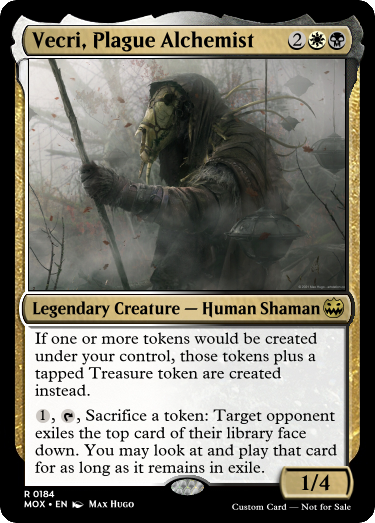 Vecri, Plague Alchemist 2
Legendary Creature — Human Shaman
If one or more tokens would be created
under your control, those tokens plus a
tapped Treasure token are created
instead.
1, , Sacrifice a token: Target opponent
exiles the top card of their library face
down. You may look at and play that card
for as long as it remains in exile.
1/4
R 0184
MOX • EN Max Hugo
Custom Card — Not for Sale